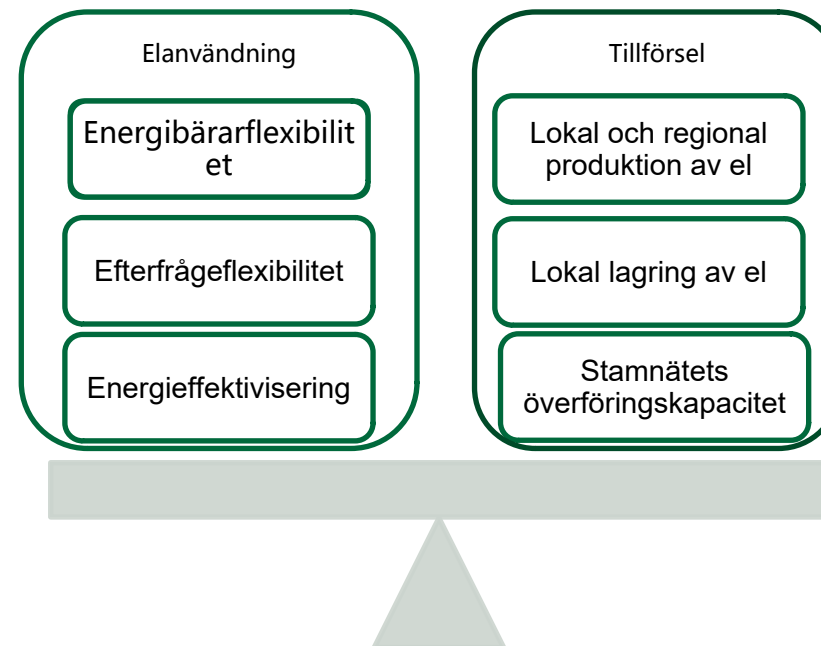 Elanvändning
Energibärarflexibilit
et
Efterfrågeflexibilitet
Energieffektivisering
Tillförsel
Lokal och regional
produktion av el
Lokal lagring av el
Stamnätets
överföringskapacitet